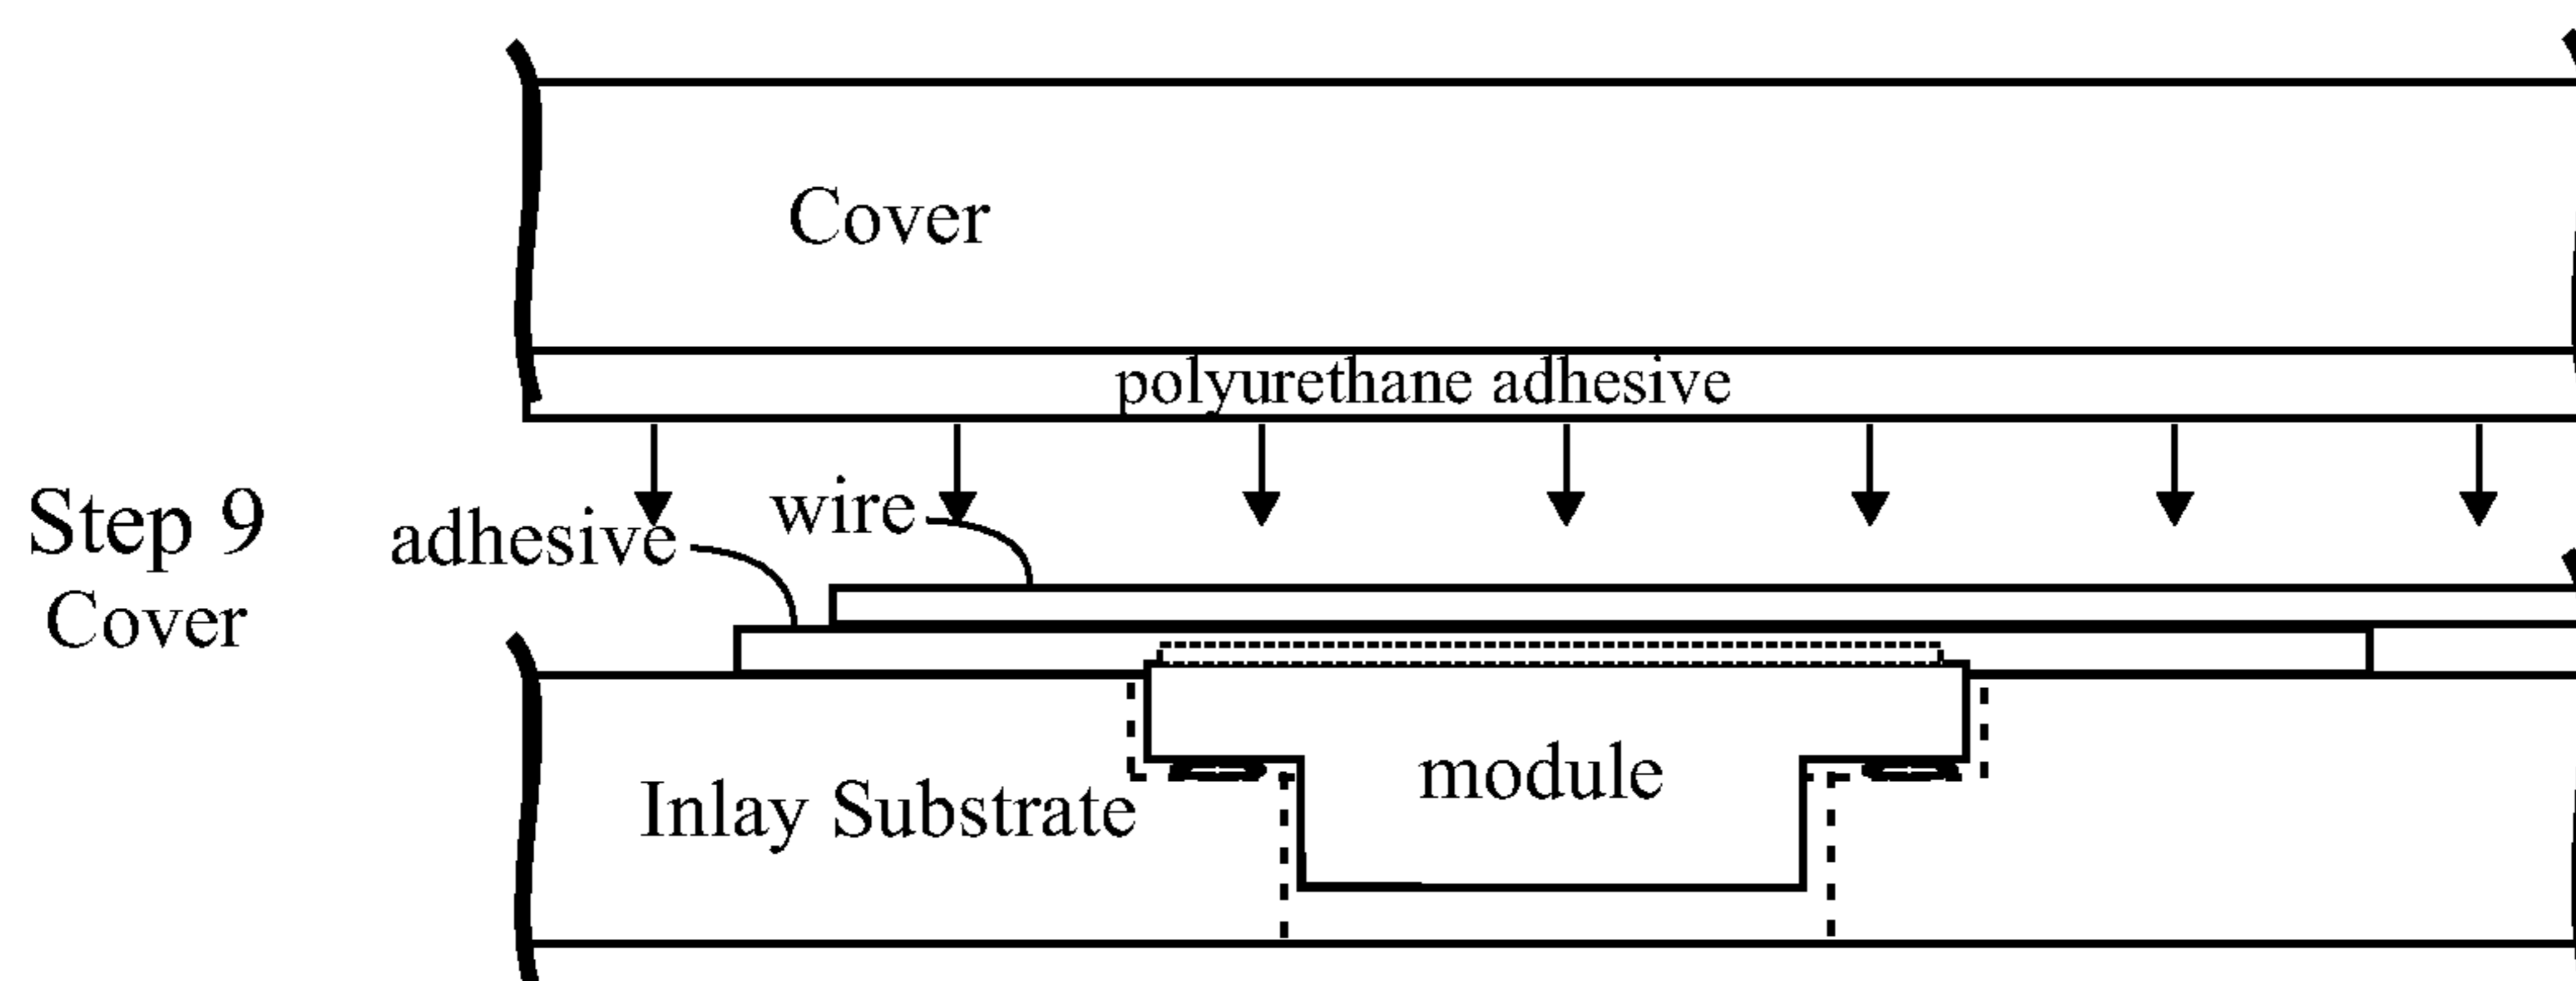 Cover
polyurethane adhesive
wire
adhesive
Step 9
Cover
module
Inlay Substrate